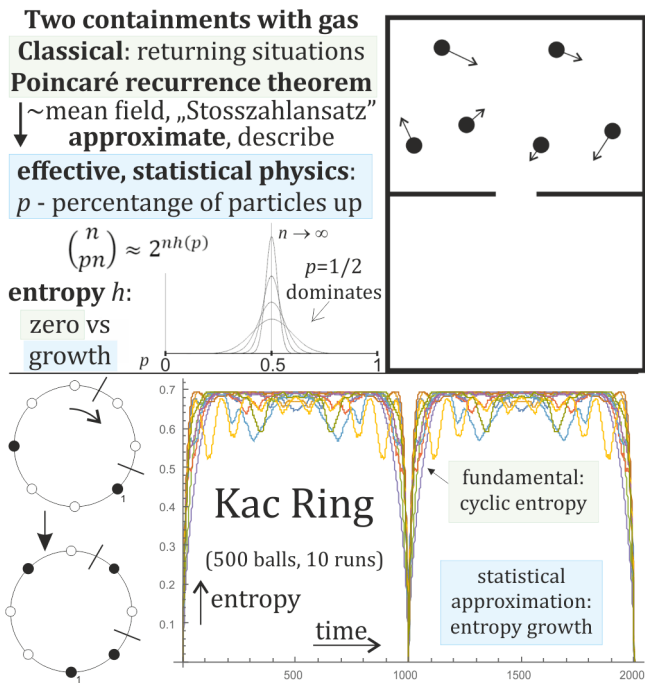 Two containments with gas
Classical: returning situations
Poincaré recurrence theorem
~mean field, „Stosszahlansatz”
approximate, describe
effective, statistical physics:
p - percentange of particles up
(n pn) ≈ 2^{nh(p)}
n → ∞
p=1/2
dominates
entropy h:
zero vs
growth
p 0 0.5 1
1
1
0.7
0.6
0.5
0.4
0.3
0.2
0.1
500 1000 1500 2000
Kac Ring
(500 balls, 10 runs)
entropy
time
fundamental:
cyclic entropy
statistical
approximation:
entropy growth